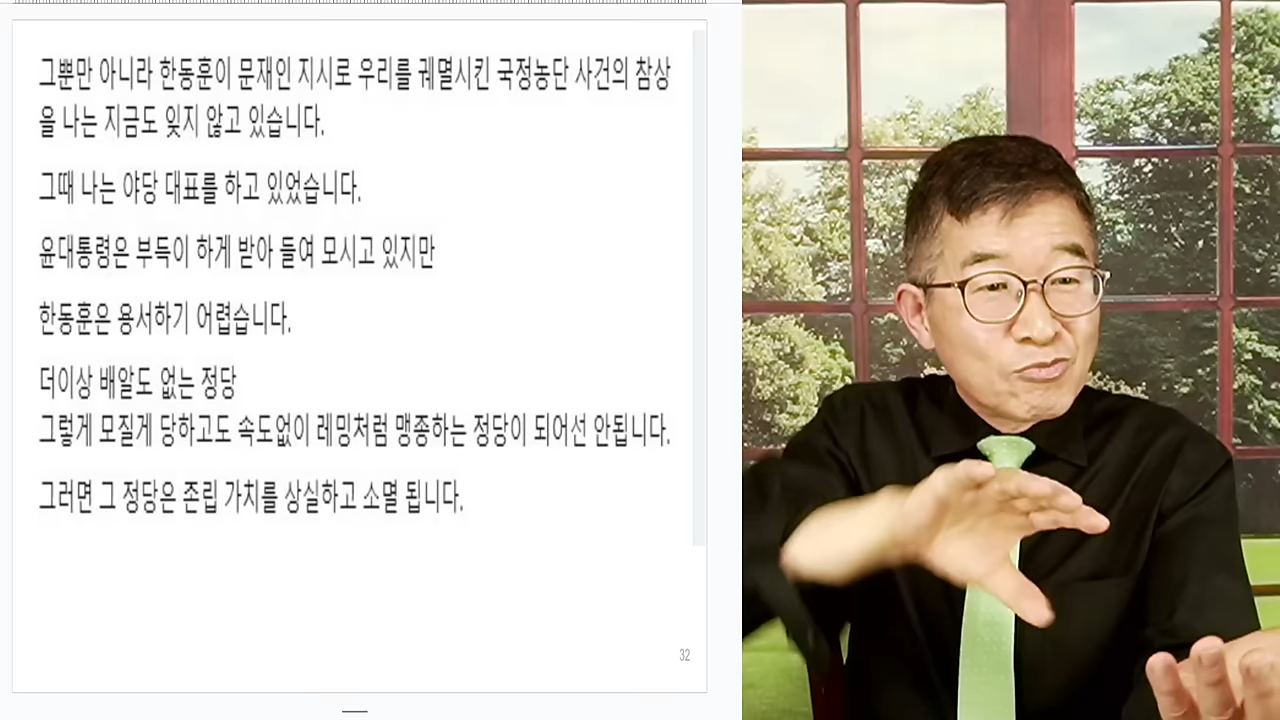 그뿐만 아니라 한동훈이 문재인 지시로 우리를 궤멸시킨 국정농단 사건의 참상
을 나는 지금도 잊지 않고 있습니다.
그때 나는 야당 대표를 하고 있었습니다.
윤대통령은 부득이 하게 받아 들여 모시고 있지만
한동훈은 용서하기 어렵습니다.
더이상 배알도 없는 정당
그렇게 모질게 당하고도 속도없이 레밍처럼 맹종하는 정당이 되어선 안됩니다.
그러면 그 정당은 존립 가치를 상실하고 소멸 됩니다.
32